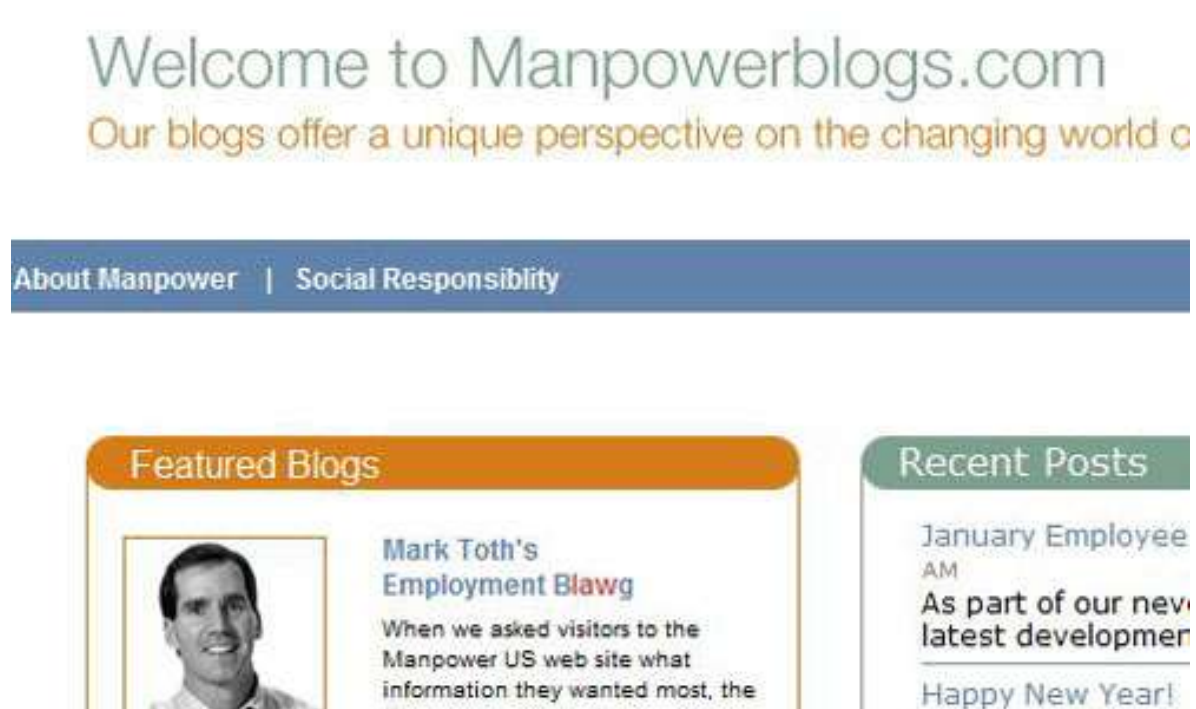 Welcome to Manpowerblogs.com
Our blogs offer a unique perspective on the changing world
About Manpower | Social Responsiblity
Featured Blogs
Mark Toth's
Employment Blawg
When we asked visitors to the
Manpower US web site what
information they wanted most, the
Recent Posts
January Employee
AM
As part of our
latest
Happy New Year!